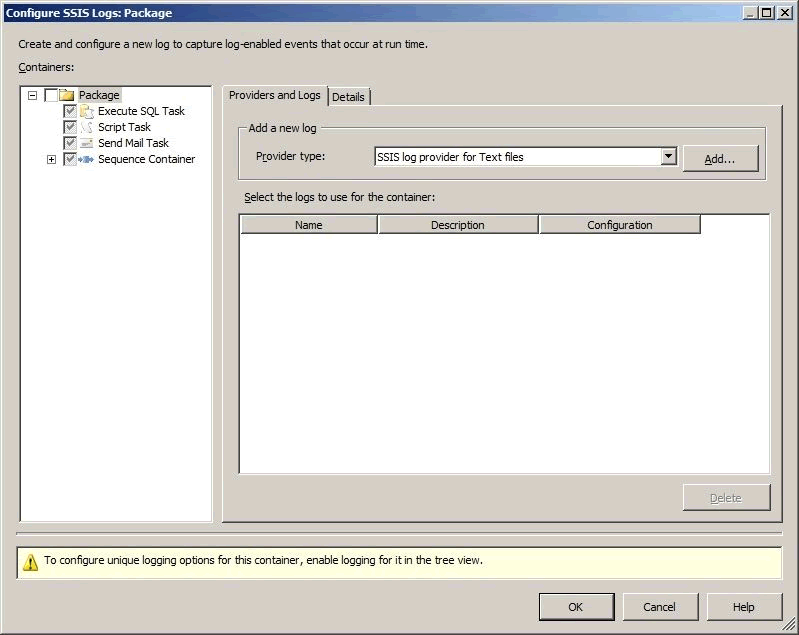 Configure SSIS Logs: Package
Create and configure a new log to capture log-enabled events that occur at run time.
Containers:
Package
Execute SQL Task
Script Task
Send Mail Task
Sequence Container
Providers and Logs
Details
Add a new log
Provider type:
SSIS log provider for Text files
Add...
Select the logs to use for the container:
Name
Description
Configuration
Delete
To configure unique logging options for this container, enable logging for it in the tree view.
OK
Cancel
Help